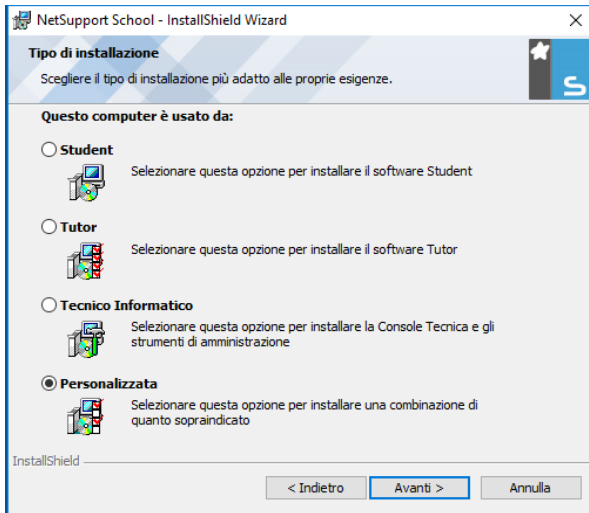 NetSupport School - InstallShield Wizard
Tipo di installazione
Scegliere il tipo di installazione più adatto alle proprie esigenze.
S
Questo computer è usato da:
Student
Selezionare questa opzione per installare il software Student
Tutor
Selezionare questa opzione per installare il software Tutor
Tecnico Informatico
Selezionare questa opzione per installare la Console Tecnica e gli
strumenti di amministrazione
Personalizzata
Selezionare questa opzione per installare una combinazione di
quanto sopraindicato
InstallShield
< Indietro
Avanti >
Annulla